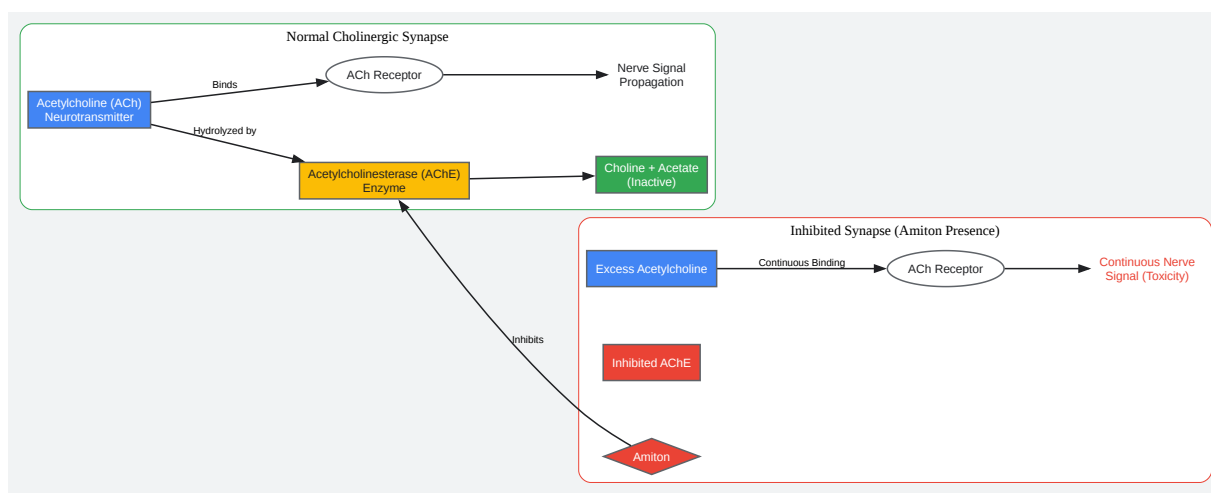 Normal Cholinergic Synapse
Acetylcholine (ACh)
Neurotransmitter
Binds
ACh Receptor
Nerve Signal
Propagation
Hydrolyzed by
Acetylcholinesterase (AChE)
Enzyme
Choline + Acetate
(Inactive)
Inhibited Synapse (Amiton Presence)
Excess Acetylcholine
Continuous Binding
ACh Receptor
Continuous Nerve
Signal (Toxicity)
Inhibits
Inhibited AChE
Amiton